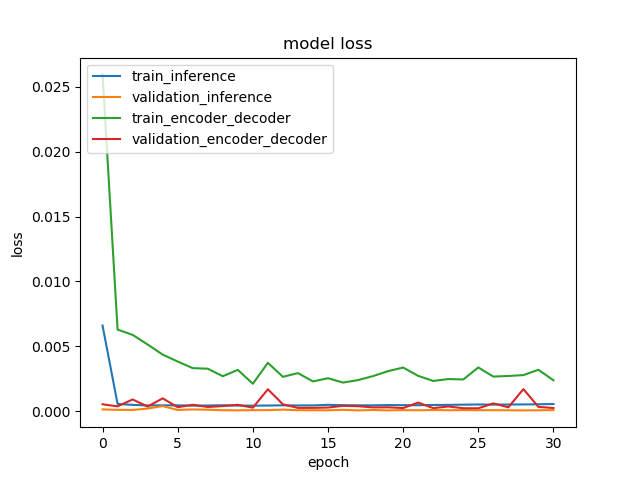 model loss
train_inference
validation_inference
train_encoder_decoder
validation_encoder_decoder
loss
0.025
0.020
0.015
0.010
0.005
0.000
0 5 10 15 20 25 30
epoch